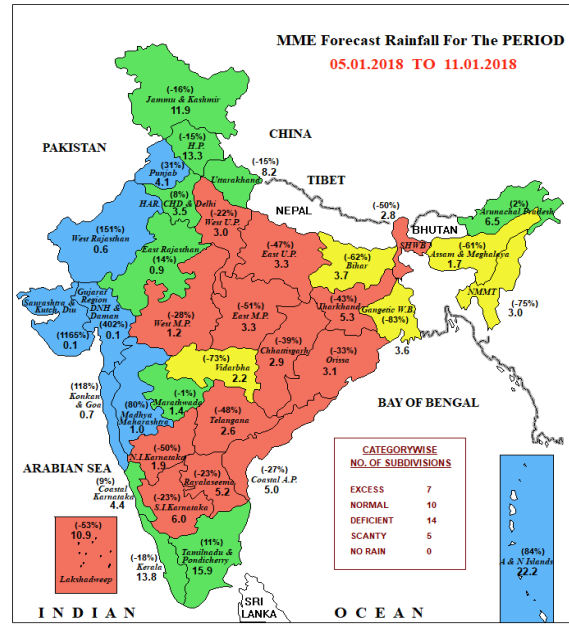 MME Forecast Rainfall For The PERIOD
05.01.2018 TO 11.01.2018
(-16%)
Jammu & Kashmir
11.9
CHINA
(-15%)
H.P.
13.3
PAKISTAN
(31%)
Punjab
4.1
(-15%)
8.2
Uttarakhand
TIBET
(8%)
HAR. CHD & Delhi
3.5
NEPAL
(-22%)
West U.P.
3.0
(-50%)
2.8
(2%)
Arunachal Pradesh
6.5
BHUTAN
(151%)
West Rajasthan
0.6
East Rajasthan
(14%)
0.9
(-47%)
East U.P.
3.3
(-62%)
Bihar
3.7
SHWB
(-61%)
Assam & Meghalaya
1.7
NMMT
(-75%)
3.0
Gujarat
Region
DNH &
Daman
(402%)
0.1
Saurashtra &
Kutch, Diu
(1165%)
0.1
(-28%)
West M.P.
1.2
(-51%)
East M.P.
3.3
(-43%)
Jharkhand
5.3
Gangetic W.B.
(-83%)
3.6
(-39%)
Chhattisgarh
2.9
(-33%)
Orissa
3.1
(-73%)
Vidarbha
2.2
(118%)
Konkan
& Goa
0.7
(80%)
Madhya
Maharashtra
1.0
(-1%)
Marathwada
1.4
(-48%)
Telangana
2.6
BAY OF BENGAL
ARABIAN SEA
(-50%)
N.I.Karnataka
1.9
(-23%)
Rayalaseema
5.2
(-27%)
Coastal A.P.
5.0
(9%)
Coastal
Karnataka
4.4
(-23%)
S.I.Karnataka
6.0
CATEGORYWISE
NO. OF SUBDIVISIONS
EXCESS 7
NORMAL 10
DEFICIENT 14
SCANTY 5
NO RAIN 0
(-53%)
10.9
Lakshadweep
(-18%)
Kerala
13.8
(11%)
Tamilnadu &
Pondicherry
15.9
(84%)
A & N Islands
22.2
SRI
LANKA
INDIAN OCEAN